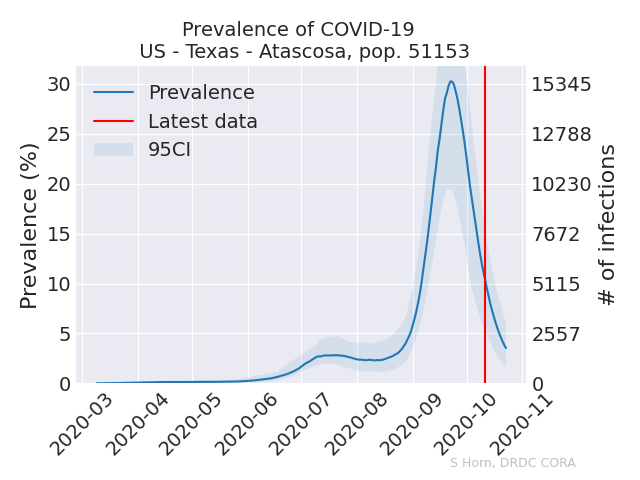 Prevalence of COVID-19
US - Texas - Atascosa, pop. 51153
Prevalence
Latest data
95CI
Prevalence (%)
30
25
20
15
10
5
0
15345
12788
10230
7672
5115
2557
0
# of infections
2020-03
2020-04
2020-05
2020-06
2020-07
2020-08
2020-09
2020-10
2020-11
S Horn, DRDC CORA